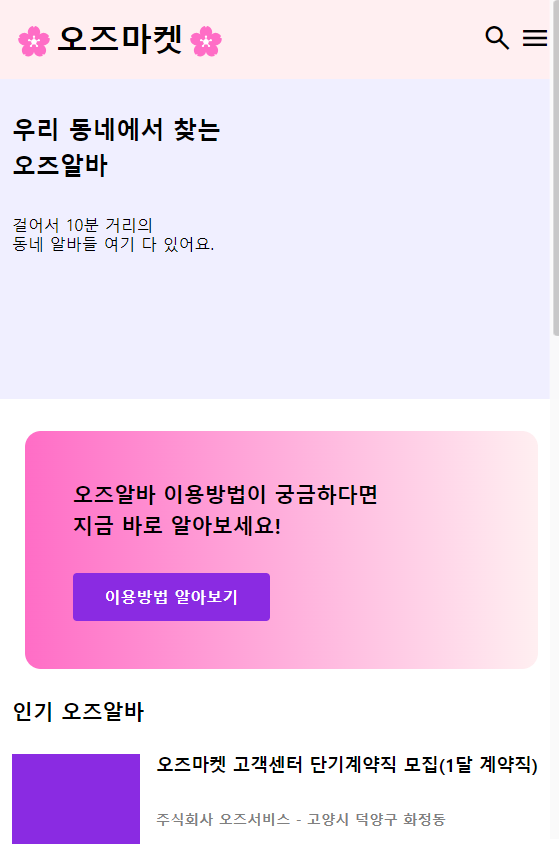 오즈마켓
우리 동네에서 찾는
오즈알바
걸어서 10분 거리의
동네 알바들 여기 다 있어요.
오즈알바 이용방법이 궁금하다면
지금 바로 알아보세요!
이용방법 알아보기
인기 오즈알바
오즈마켓 고객센터 단기계약직 모집(1달 계약직)
주식회사 오즈서비스 - 고양시 덕양구 화정동